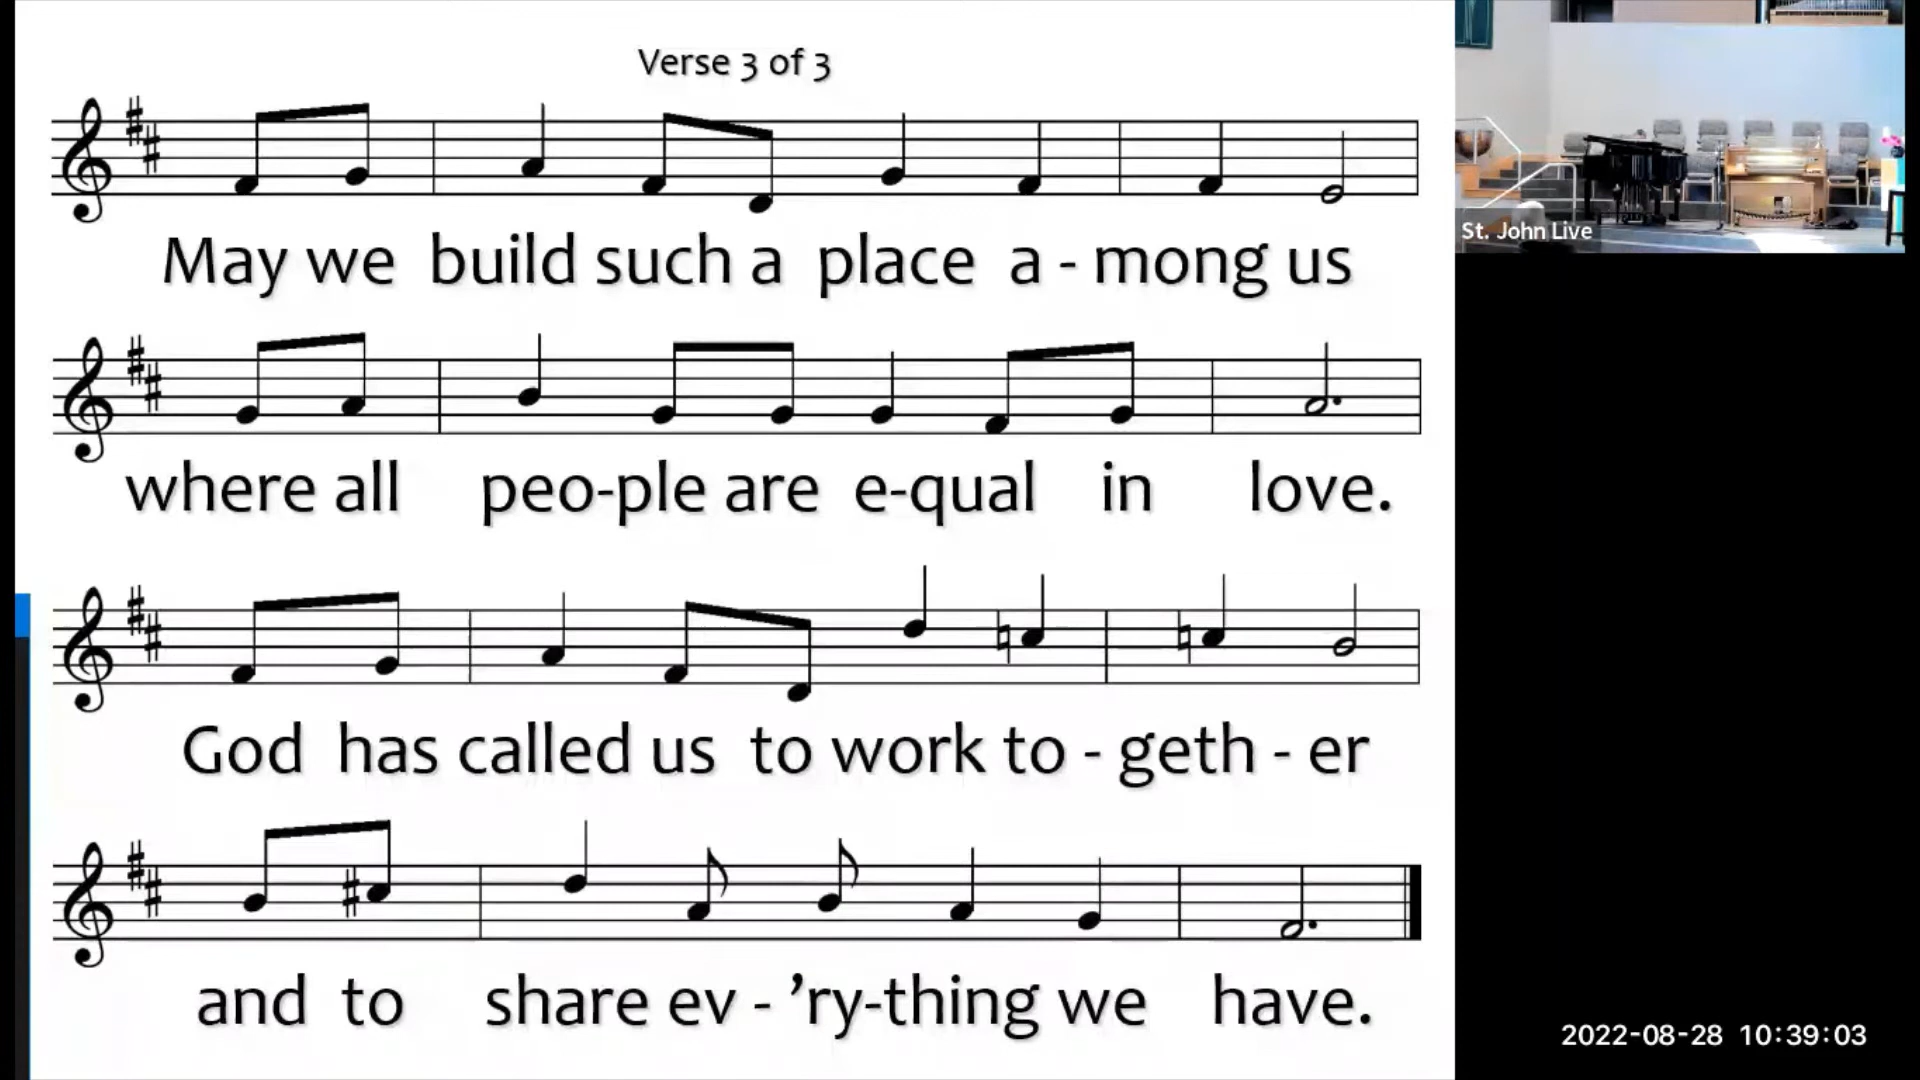 Verse 3 of 3
May we build such a place a - mong us
where all peo-ple are e-qual in love.
God has called us to work to - geth - er
and to share ev - ’ry-thing we have.
St. John Live
2022-08-28 10:39:03